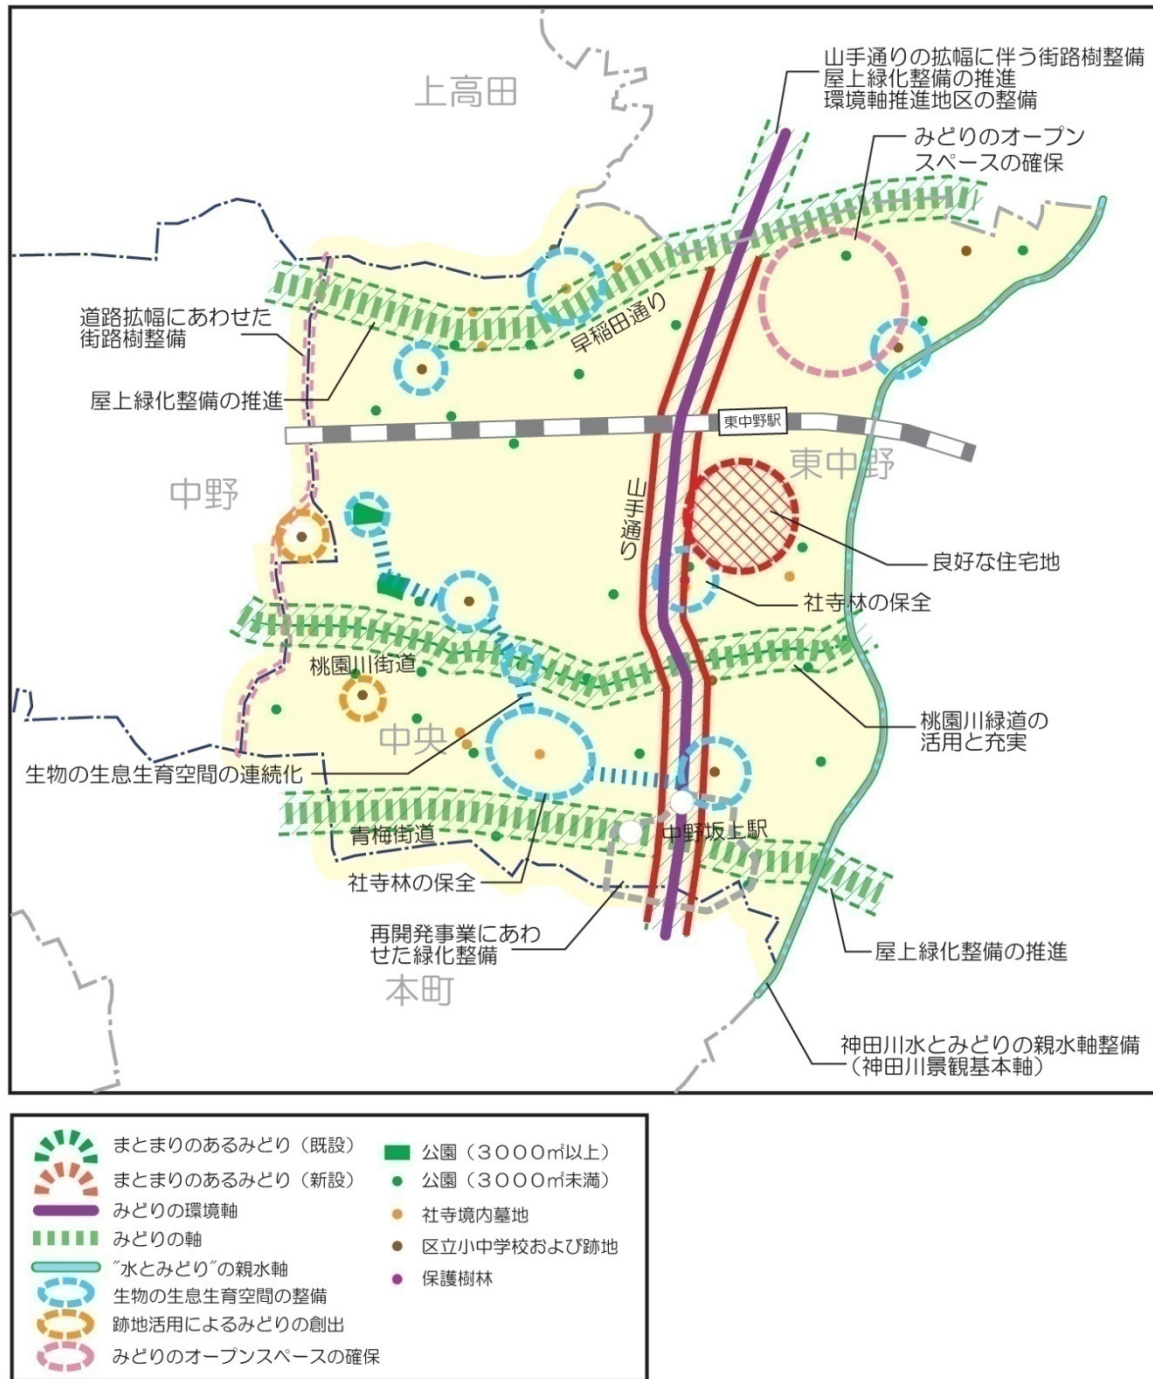 山手通りの拡幅に伴う街路樹整備
屋上緑化整備の推進
環境軸推進地区の整備
上高田
みどりのオープン
スペースの確保
道路拡幅にあわせた
街路樹整備
早稲田通り
屋上緑化整備の推進
東中野駅
東中野
中野
山手通り
良好な住宅地
社寺林の保全
桃園川街道
桃園川緑道の
活用と充実
中央
生物の生息生育空間の連続化
青梅街道
中野坂上駅
社寺林の保全
再開発事業にあわ
せた緑化整備
屋上緑化整備の推進
本町
神田川水とみどりの親水軸整備
（神田川景観基本軸）
まとまりのあるみどり（既設）
まとまりのあるみどり（新設）
みどりの環境軸
みどりの軸
"水とみどり"の親水軸
生物の生息生育空間の整備
跡地活用によるみどりの創出
みどりのオープンスペースの確保
公園（３０００㎡以上）
公園（３０００㎡未満）
社寺境内墓地
区立小中学校および跡地
保護樹林